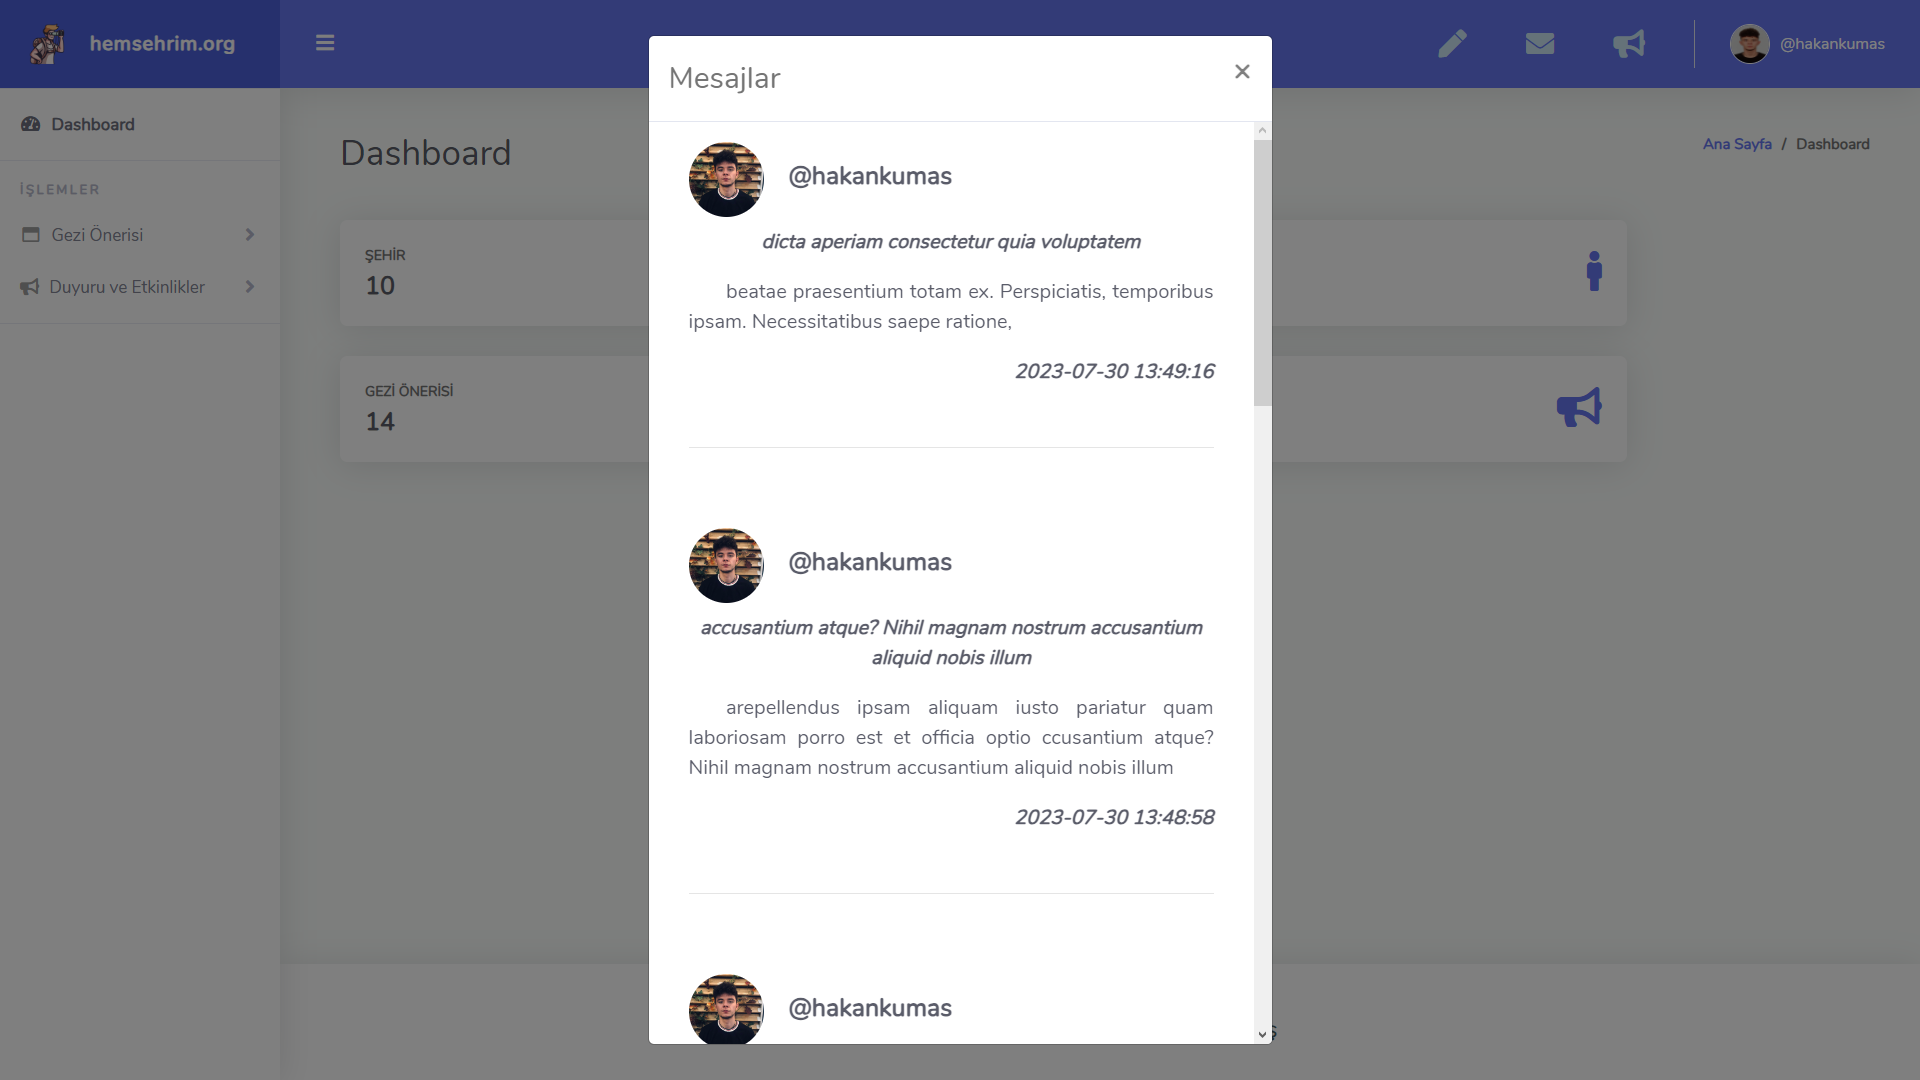 hemsehrim.org
@hakankumas
Dashboard
İŞLEMLER
Gezi Önerisi
Duyuru ve Etkinlikler
Dashboard
Ana Sayfa / Dashboard
ŞEHİR
10
GEZİ ÖNERİSİ
14
Mesajlar
×
@hakankumas
dicta aperiam consectetur quia voluptatem
beatae praesentium totam ex. Perspiciatis, temporibus
ipsam. Necessitatibus saepe ratione,
2023-07-30 13:49:16
@hakankumas
accusantium atque? Nihil magnam nostrum accusantium
aliquid nobis illum
arepellendus ipsam aliquam iusto pariatur quam
laboriosam porro est et officia optio ccusantium atque?
Nihil magnam nostrum accusantium aliquid nobis illum
2023-07-30 13:48:58
@hakankumas